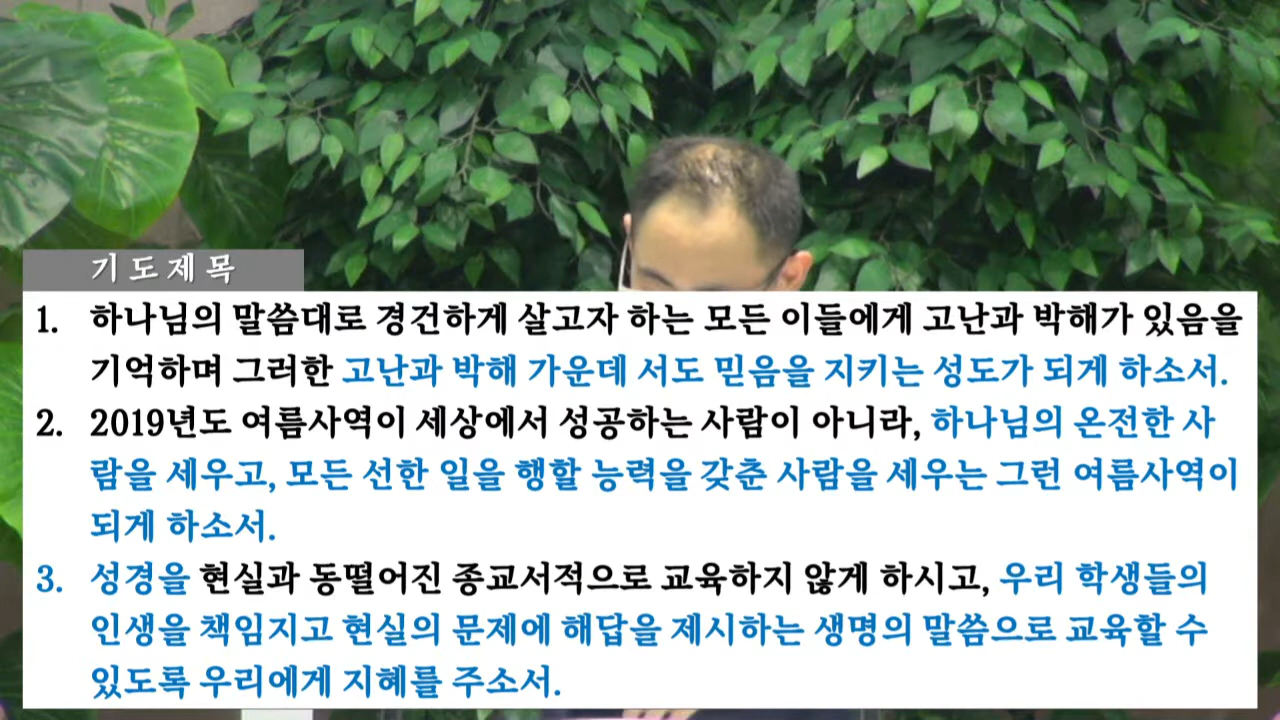 기도제목
1. 하나님의 말씀대로 경건하게 살고자 하는 모든 이들에게 고난과 박해가 있음을
기억하며 그러한 고난과 박해 가운데 서도 믿음을 지키는 성도가 되게 하소서.
2. 2019년도 여름사역이 세상에서 성공하는 사람이 아니라, 하나님의 온전한 사
람을 세우고, 모든 선한 일을 행할 능력을 갖춘 사람을 세우는 그런 여름사역이
되게 하소서.
3. 성경을 현실과 동떨어진 종교서적으로 교육하지 않게 하시고, 우리 학생들의
인생을 책임지고 현실의 문제에 해답을 제시하는 생명의 말씀으로 교육할 수
있도록 우리에게 지혜를 주소서.